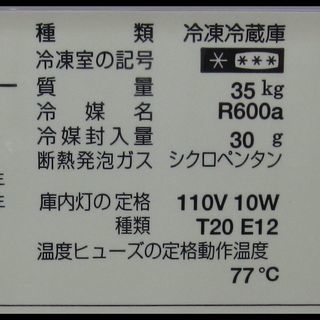 種類 冷凍冷蔵庫
冷凍室の記号 * ***
質量 35kg
冷媒名 R600a
冷媒封入量 30 g
断熱発泡ガス シクロペンタン
庫内灯の定格 110V 10W
種類 T20 E12
温度ヒューズの定格動作温度
77℃